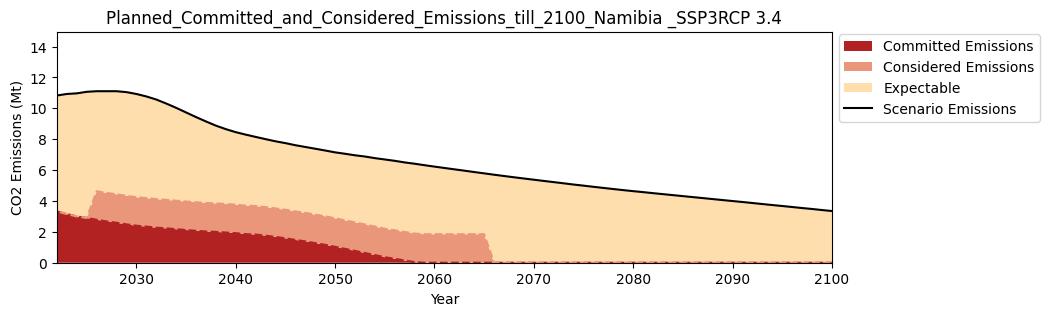 Planned_Committed_and_Considered_Emissions_till_2100_Namibia _SSP3RCP 3.4
14
12
10
8
6
4
2
0
CO2 Emissions (Mt)
2030 2040 2050 2060 2070 2080 2090 2100
Year
Committed Emissions
Considered Emissions
Expectable
Scenario Emissions